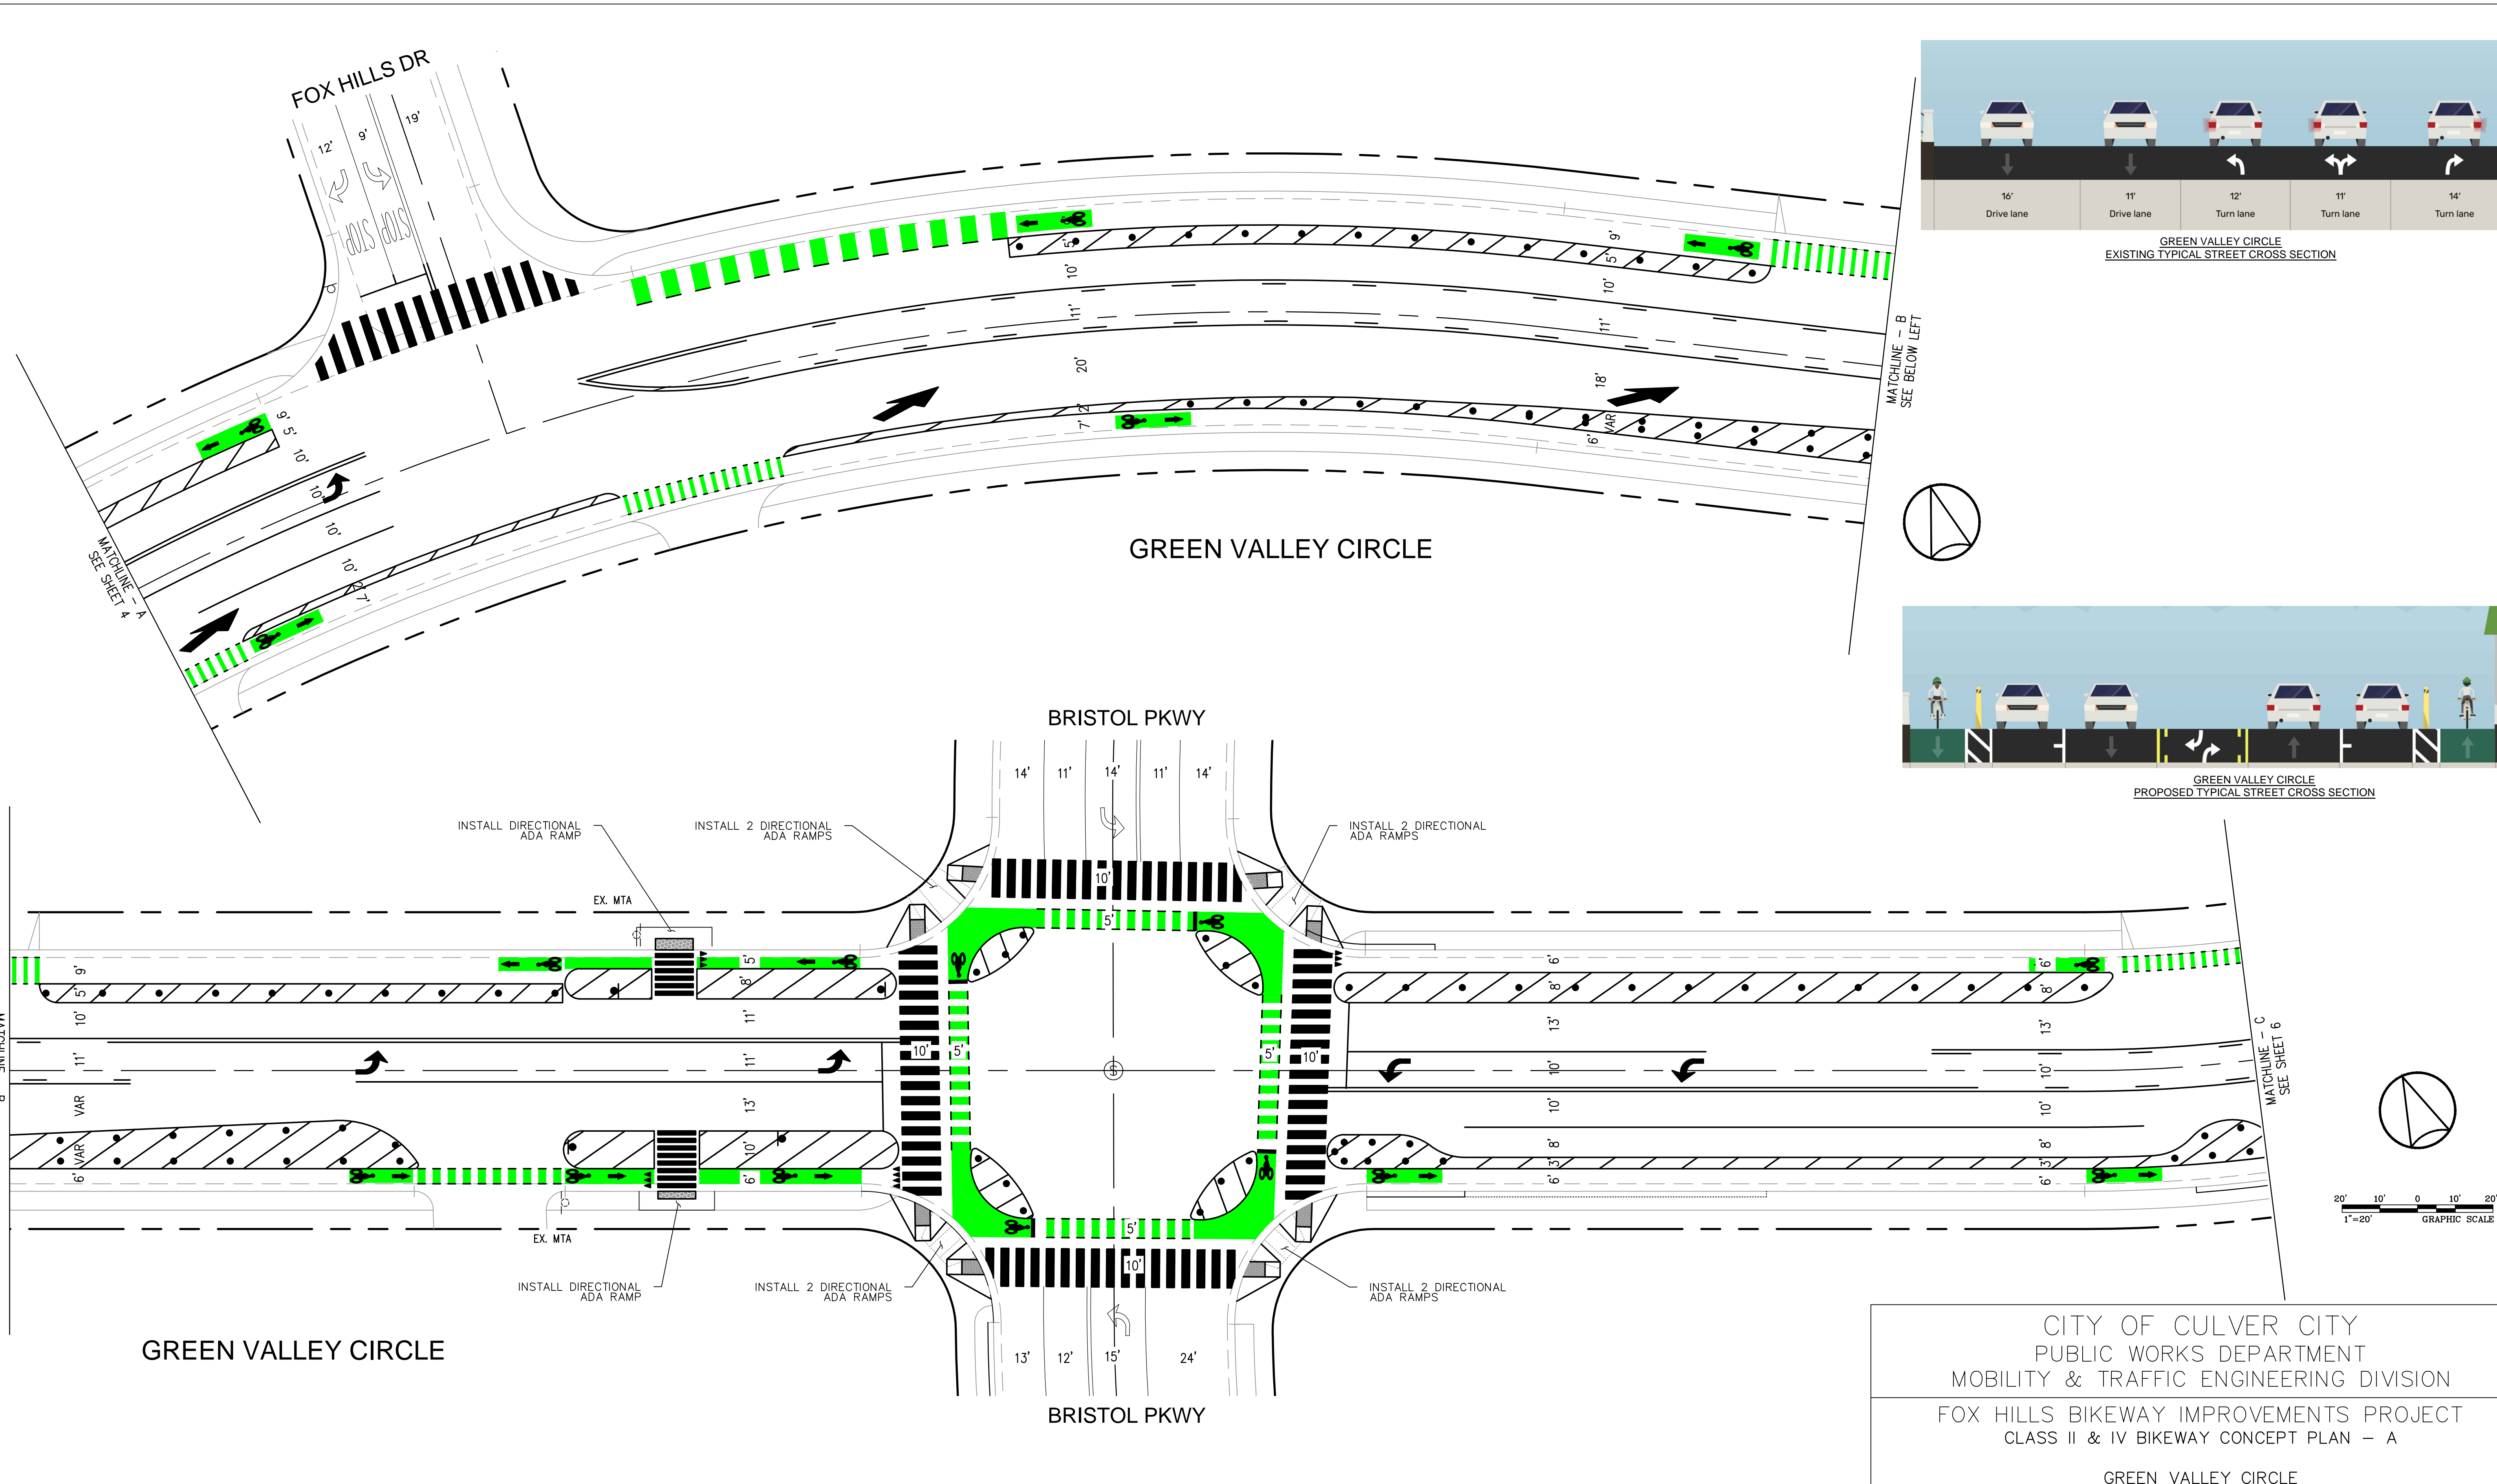 FOX HILLS DR
12'
9'
19'
STOP
STOP
9'
5'
10'
10'
10'
10'
2'
7'
MATCHLINE - A
SEE SHEET 4
5'
10'
11'
20'
2'
7'
9'
5'
10'
11'
18'
VAR
6'
MATCHLINE - B
SEE BELOW LEFT
GREEN VALLEY CIRCLE
16'
Drive lane
11'
Drive lane
12'
Turn lane
11'
Turn lane
14'
Turn lane
GREEN VALLEY CIRCLE
EXISTING TYPICAL STREET CROSS SECTION
GREEN VALLEY CIRCLE
PROPOSED TYPICAL STREET CROSS SECTION
BRISTOL PKWY
14'
11'
14'
11'
14'
INSTALL DIRECTIONAL
ADA RAMP
INSTALL 2 DIRECTIONAL
ADA RAMPS
INSTALL 2 DIRECTIONAL
ADA RAMPS
EX. MTA
9'
5'
10'
11'
VAR
VAR
6'
5'
8'
11'
11'
13'
10'
6'
10'
5'
10'
5'
5'
10'
5'
10'
6'
8'
13'
10'
10'
8'
3'
6'
6'
8'
13'
10'
10'
8'
3'
6'
MATCHLINE - C
SEE SHEET 6
EX. MTA
INSTALL DIRECTIONAL
ADA RAMP
INSTALL 2 DIRECTIONAL
ADA RAMPS
INSTALL 2 DIRECTIONAL
ADA RAMPS
13'
12'
15'
24'
GREEN VALLEY CIRCLE
BRISTOL PKWY
20'
10'
0
10'
20'
1"=20'
GRAPHIC SCALE
CITY OF CULVER CITY
PUBLIC WORKS DEPARTMENT
MOBILITY & TRAFFIC ENGINEERING DIVISION
FOX HILLS BIKEWAY IMPROVEMENTS PROJECT
CLASS II & IV BIKEWAY CONCEPT PLAN - A
GREEN VALLEY CIRCLE